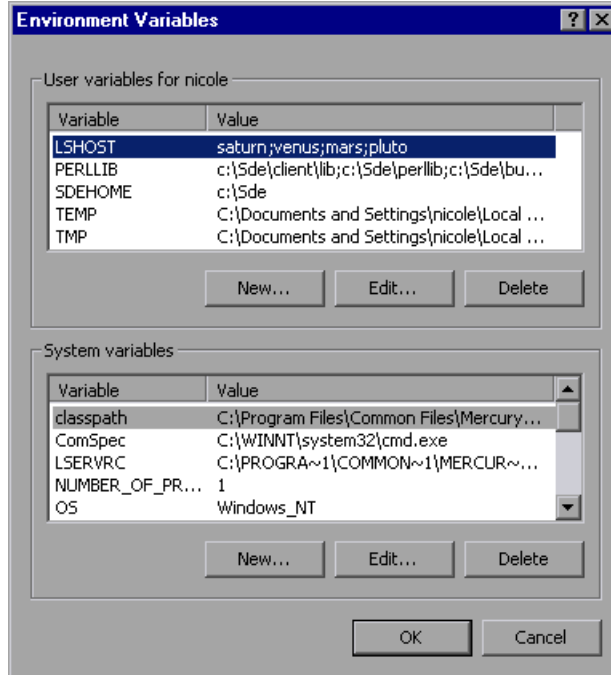 Environment Variables
User variables for nicole
Variable Value
LSHOST saturn;venus;mars;pluto
PERLLIB c:\Sde\client\lib;c:\Sde\perllib;c:\Sde\bu...
SDEHOME c:\Sde
TEMP C:\Documents and Settings\nicole\Local ...
TMP C:\Documents and Settings\nicole\Local ...
New... Edit... Delete
System variables
Variable Value
classpath C:\Program Files\Common Files\Mercury...
ComSpec C:\WINNT\system32\cmd.exe
LSERVRC C:\PROGRA~1\COMMON~1\MERCUR~...
NUMBER_OF_PR... 1
OS Windows_NT
New... Edit... Delete
OK Cancel